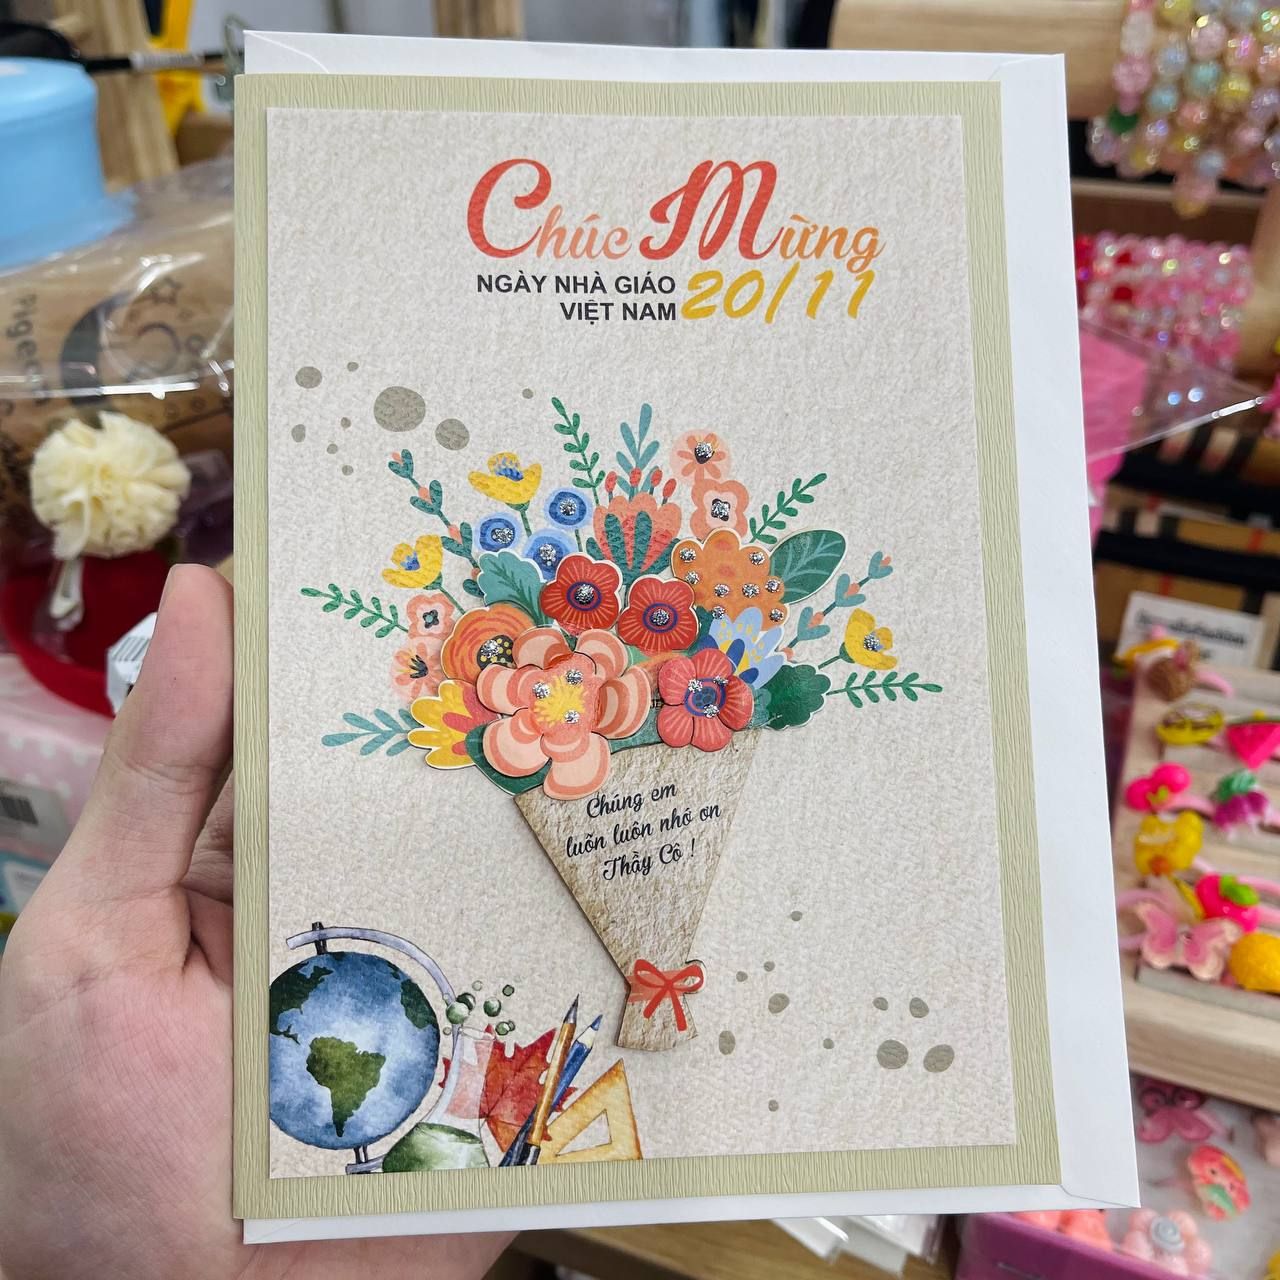 Chúc Mừng
NGÀY NHÀ GIÁO
VIỆT NAM
20/11
Chúng em
luôn luôn nhớ ơn
Thầy Cô !